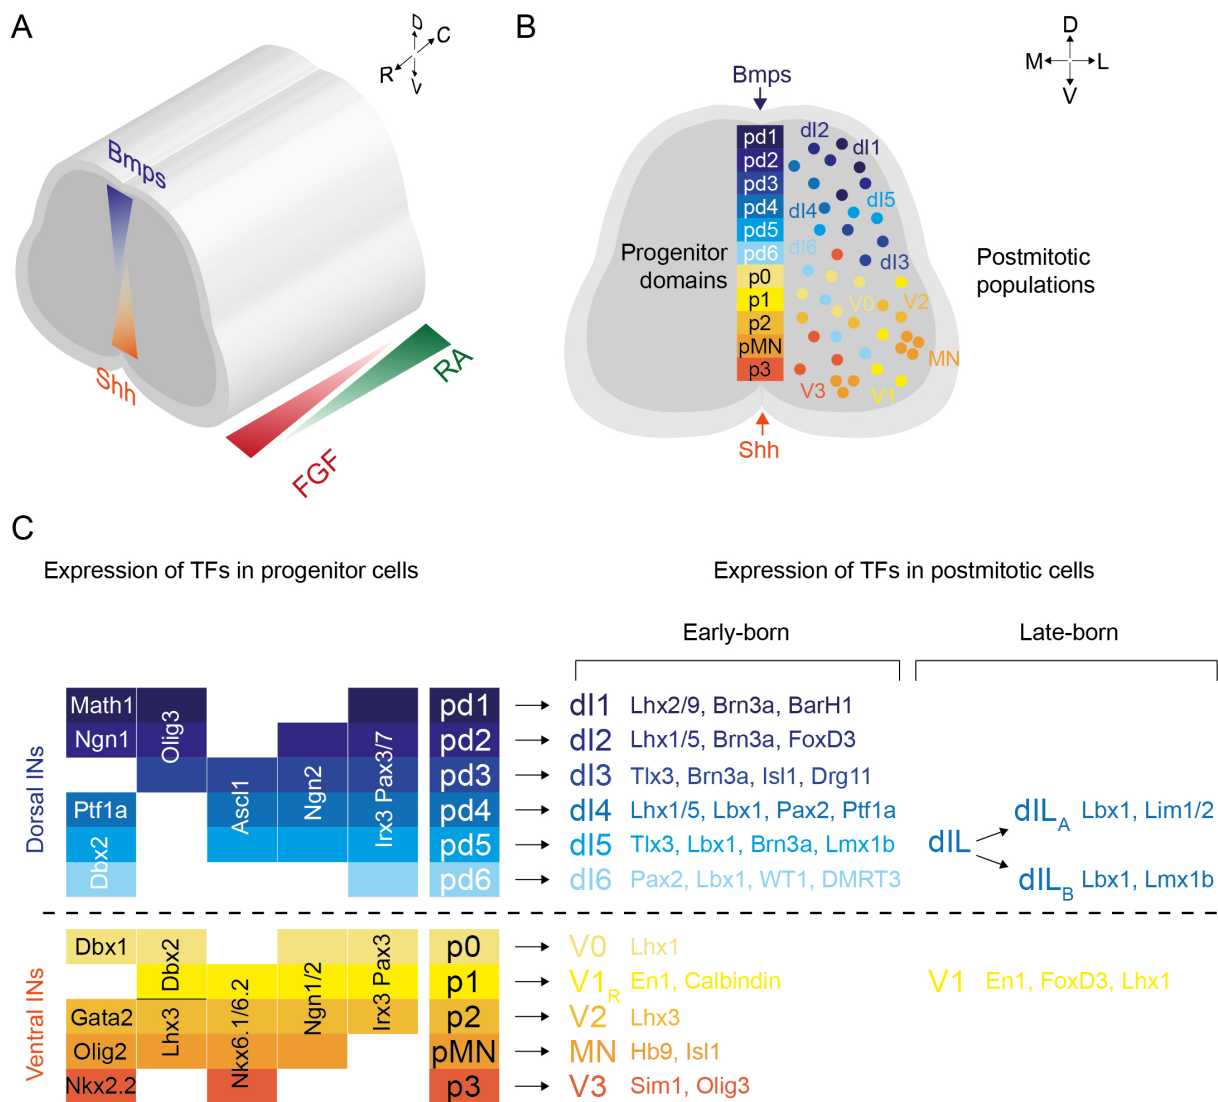 A
D
C
R
V
Bmps
Shh
RA
FGF
B
D
M L
V
Bmps
pd1
pd2
pd3
pd4
pd5
pd6
p0
p1
p2
pMN
p3
dI2
dI1
dI5
dI4
dI6
dI3
V0
V2
MN
V3
V1
Progenitor
domains
Postmitotic
populations
Shh
C
Expression of TFs in progenitor cells
Expression of TFs in postmitotic cells
Early-born
Late-born
Dorsal INs
Math1
Ngn1
Ptf1a
Dbx2
Olig3
Ascl1
Ngn2
Irx3 Pax3/7
pd1
pd2
pd3
pd4
pd5
pd6
dI1 Lhx2/9, Brn3a, BarH1
dI2 Lhx1/5, Brn3a, FoxD3
dI3 Tlx3, Brn3a, Isl1, Drg11
dI4 Lhx1/5, Lbx1, Pax2, Ptf1a
dI5 Tlx3, Lbx1, Brn3a, Lmx1b
dI6 Pax2, Lbx1, WT1, DMRT3
dIL
dILA Lbx1, Lim1/2
dILB Lbx1, Lmx1b
Ventral INs
Dbx1
Gata2
Olig2
Nkx2.2
Dbx2
Lhx3
Nkx6.1/6.2
Ngn1/2
Irx3 Pax3
p0
p1
p2
pMN
p3
V0 Lhx1
V1R En1, Calbindin
V2 Lhx3
MN Hb9, Isl1
V3 Sim1, Olig3
V1 En1, FoxD3, Lhx1